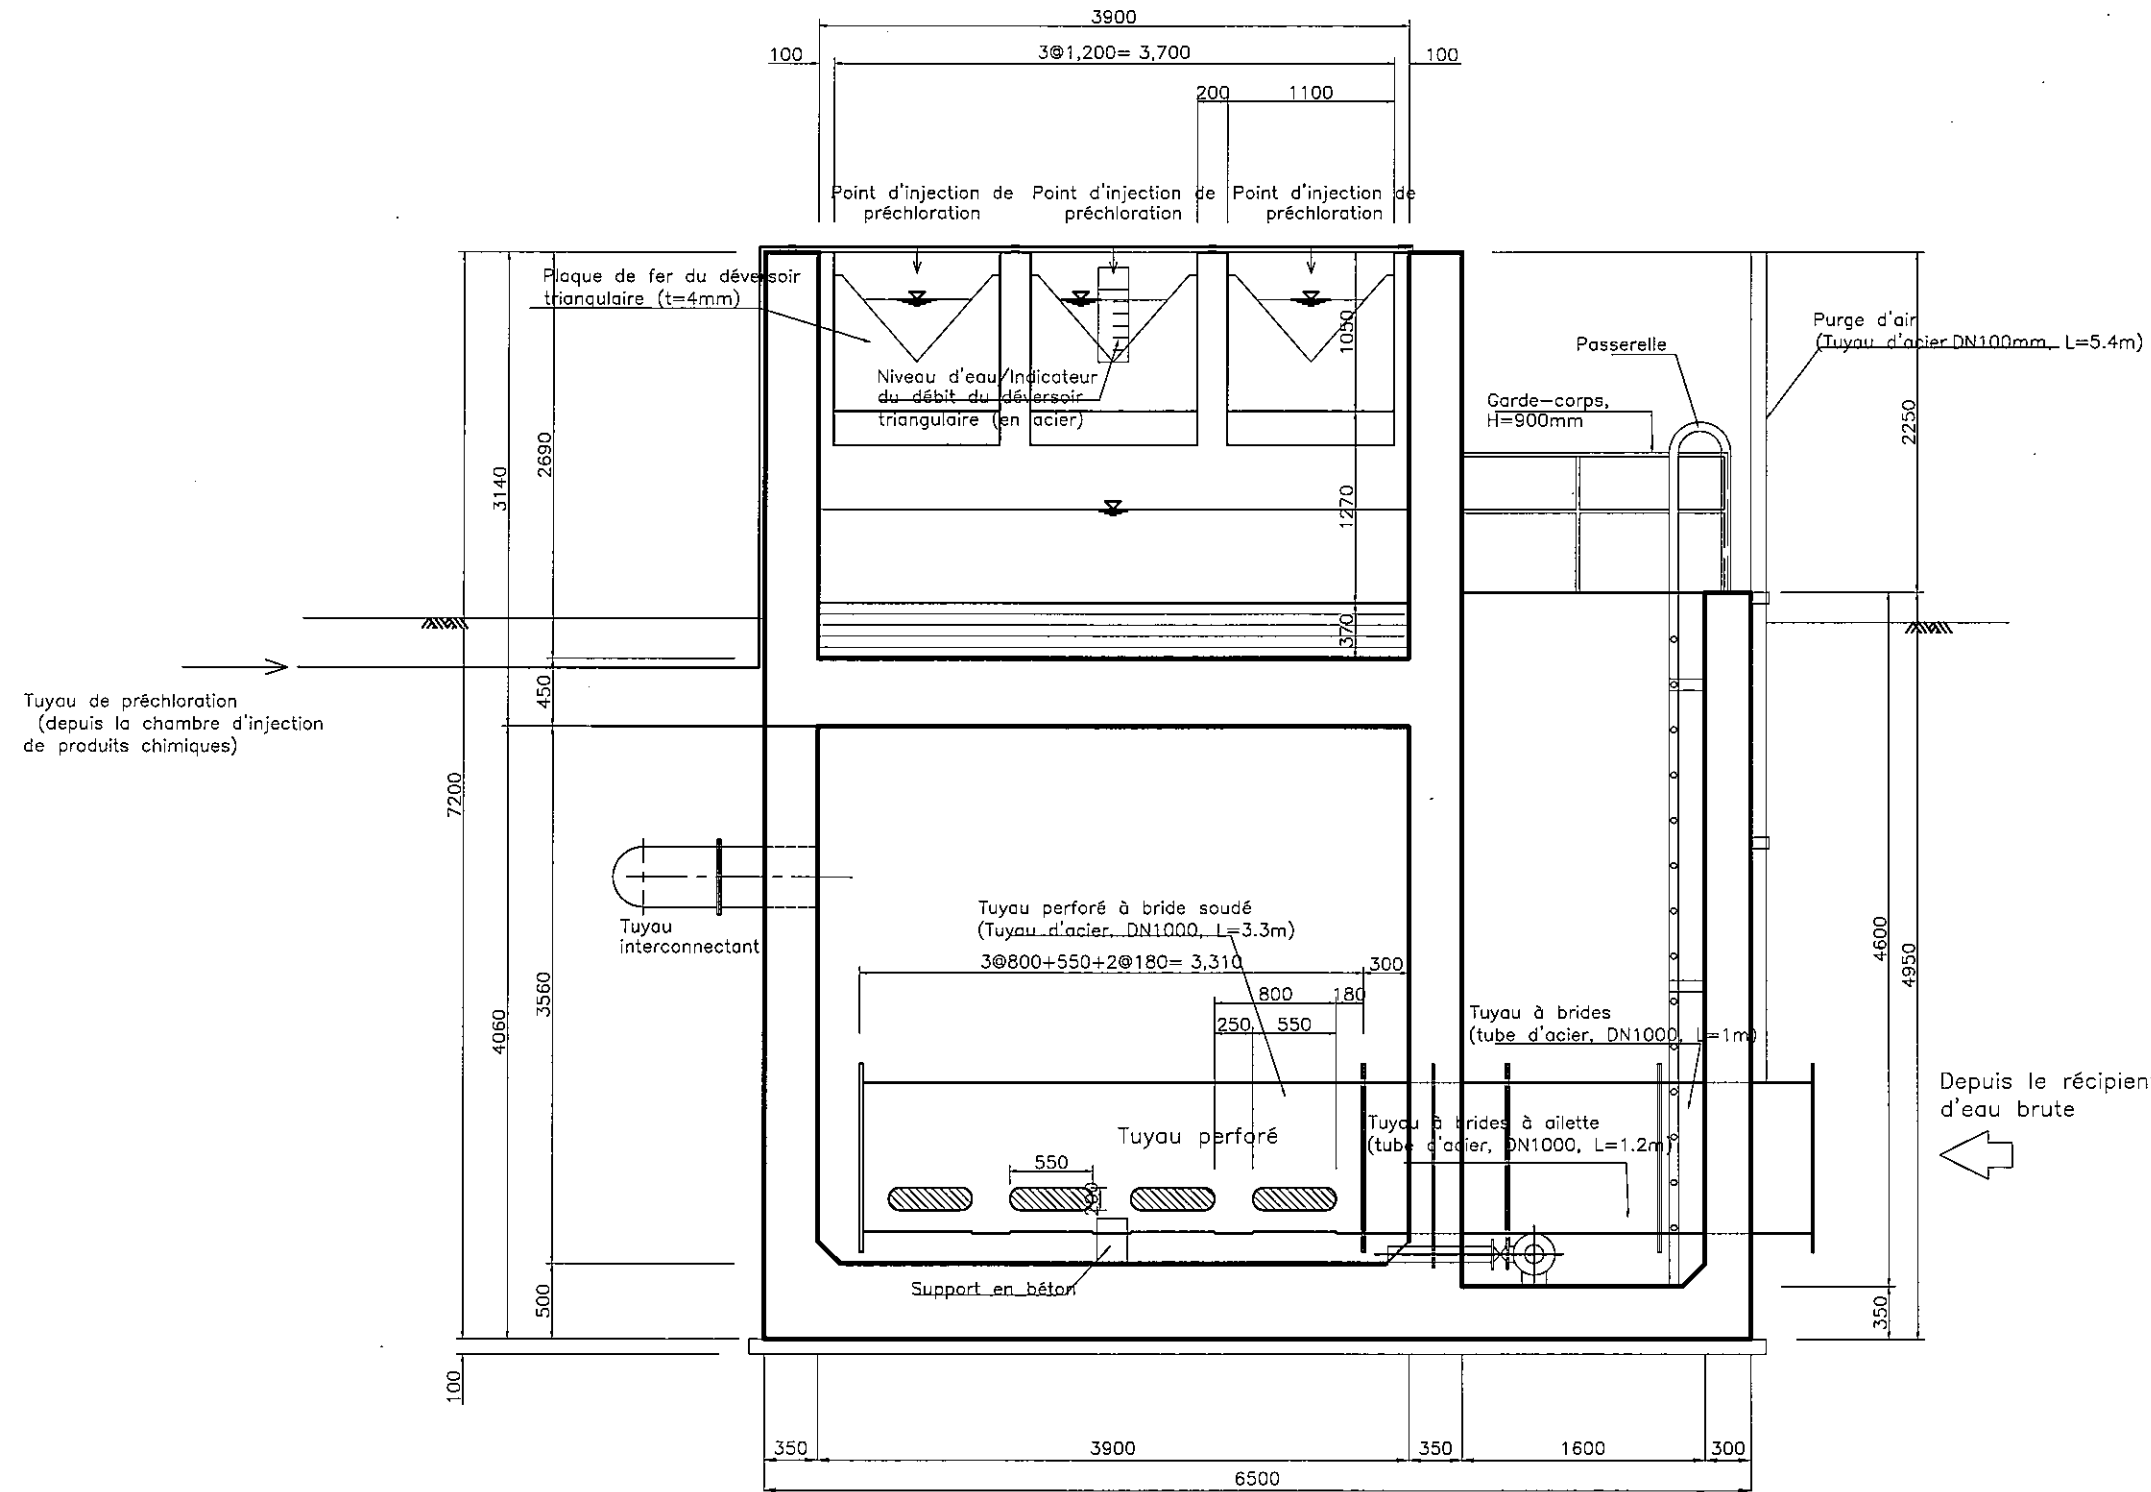 3900
3@1,200= 3,700
100
100
200
1100
Point d'injection de
préchloration
Point d'injection de
préchloration
Point d'injection de
préchloration
Plaque de fer du déversoir
triangulaire (t=4mm)
Niveau d'eau/Indicateur
du débit du déversoir
triangulaire (en acier)
1050
1270
370
Passerelle
Garde-corps,
H=900mm
Purge d'air
(Tuyau d'acier DN100mm, L=5.4m)
2250
2690
3140
450
7200
Tuyau de préchloration
(depuis la chambre d'injection
de produits chimiques)
Tuyau
interconnectant
3560
4060
500
100
Tuyau perforé à bride soudé
(Tuyau d'acier, DN1000, L=3.3m)
3@800+550+2@180= 3,310
300
800
180
250
550
Tuyau à brides
(tube d'acier, DN1000, L=1m)
4600
4950
Tuyau perforé
Tuyau à brides à ailette
(tube d'acier, DN1000, L=1.2m)
Depuis le récipien
d'eau brute
550
Support en béton
350
350
3900
350
1600
300
6500